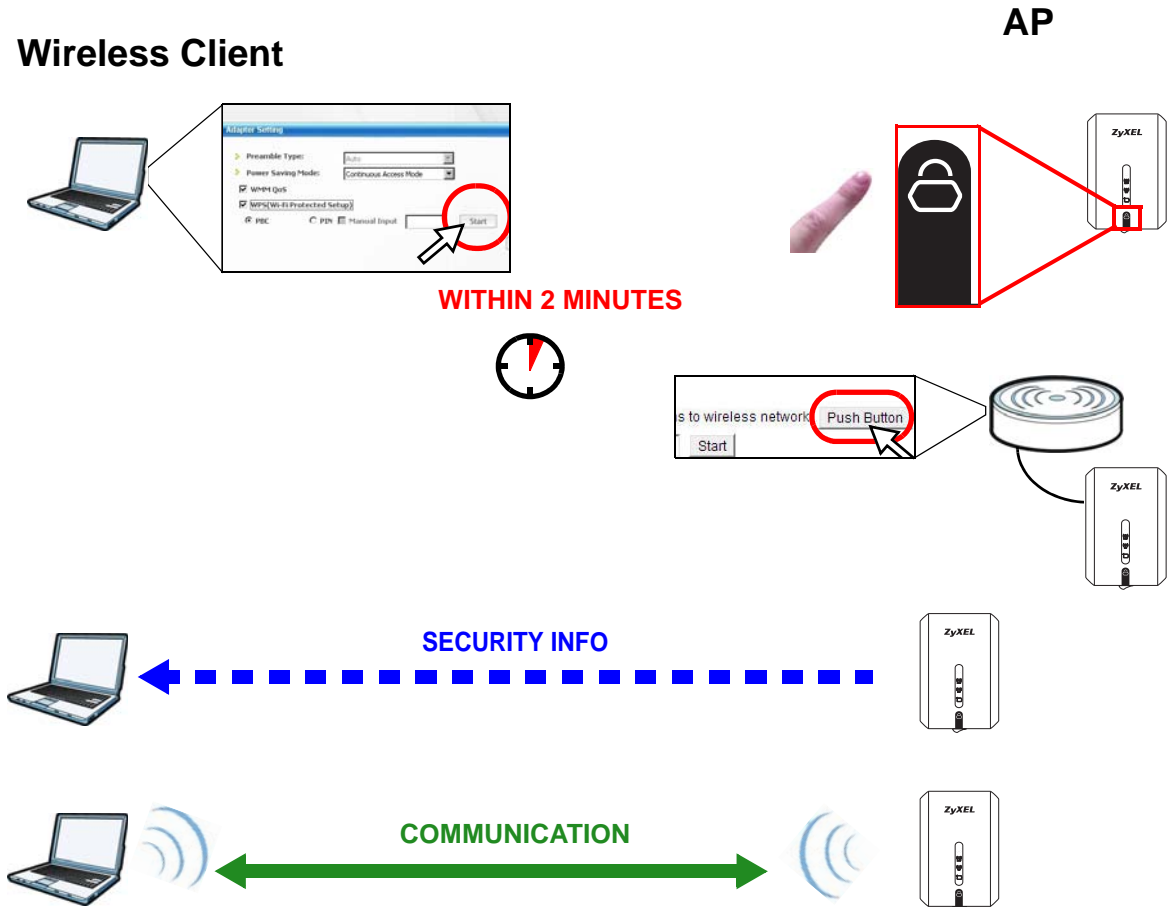 AP
Wireless Client
Adapter Setting
Preamble Type:
Auto
Power Saving Mode:
Continuous Access Mode
WMM QoS
WPS(Wi-Fi Protected Setup)
PBC
PIN
Manual Input
Start
ZyXEL
WITHIN 2 MINUTES
s to wireless network
Push Button
Start
ZyXEL
SECURITY INFO
ZyXEL
COMMUNICATION
ZyXEL